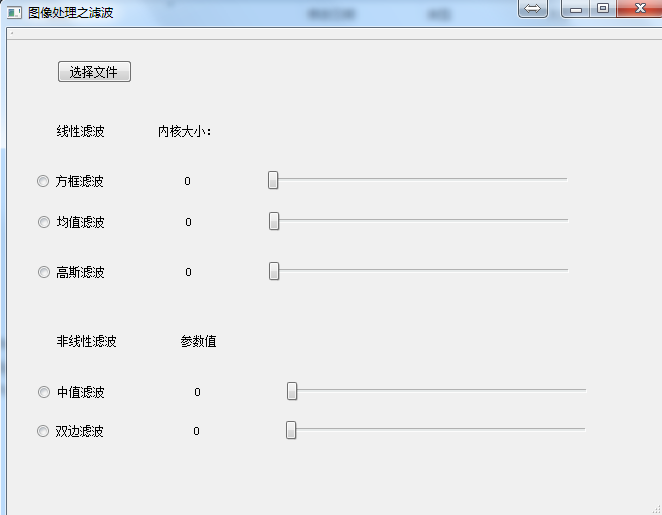 图像处理之滤波
选择文件
线性滤波 内核大小：
方框滤波 0
均值滤波 0
高斯滤波 0
非线性滤波 参数值
中值滤波 0
双边滤波 0